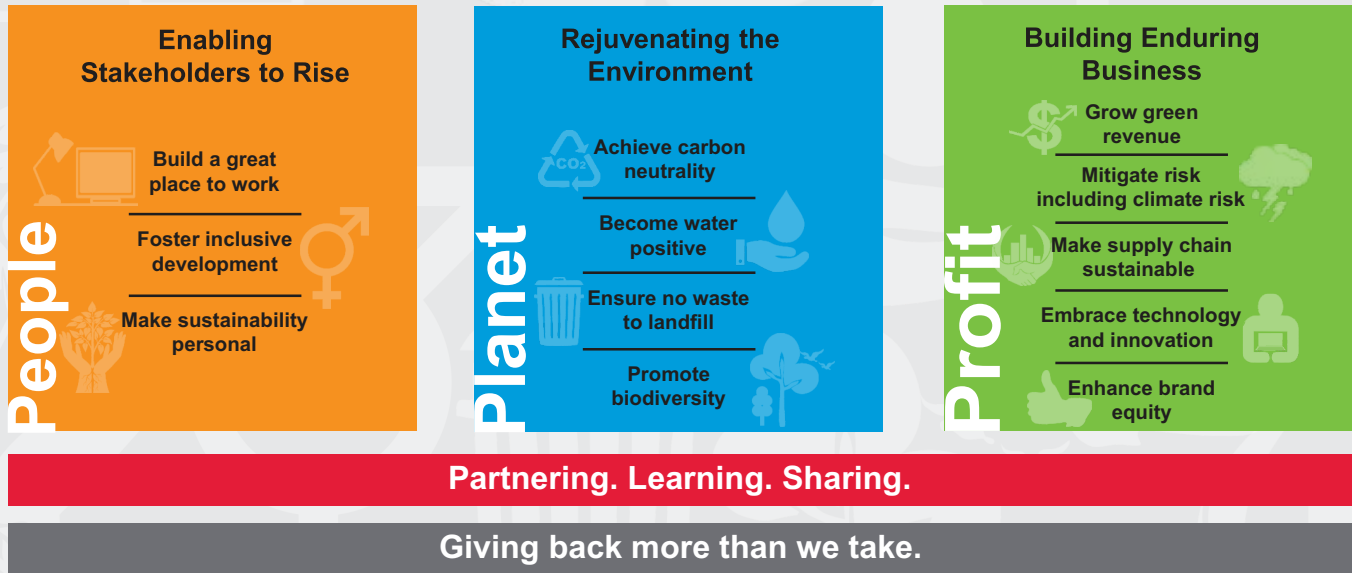 Enabling
Stakeholders to Rise
People
Build a great
place to work
Foster inclusive
development
Make sustainability
personal
Rejuvenating the
Environment
Planet
CO₂
Achieve carbon
neutrality
Become water
positive
Ensure no waste
to landfill
Promote
biodiversity
Building Enduring
Business
Profit
$
Grow green
revenue
Mitigate risk
including climate risk
Make supply chain
sustainable
Embrace technology
and innovation
Enhance brand
equity
Partnering. Learning. Sharing.
Giving back more than we take.